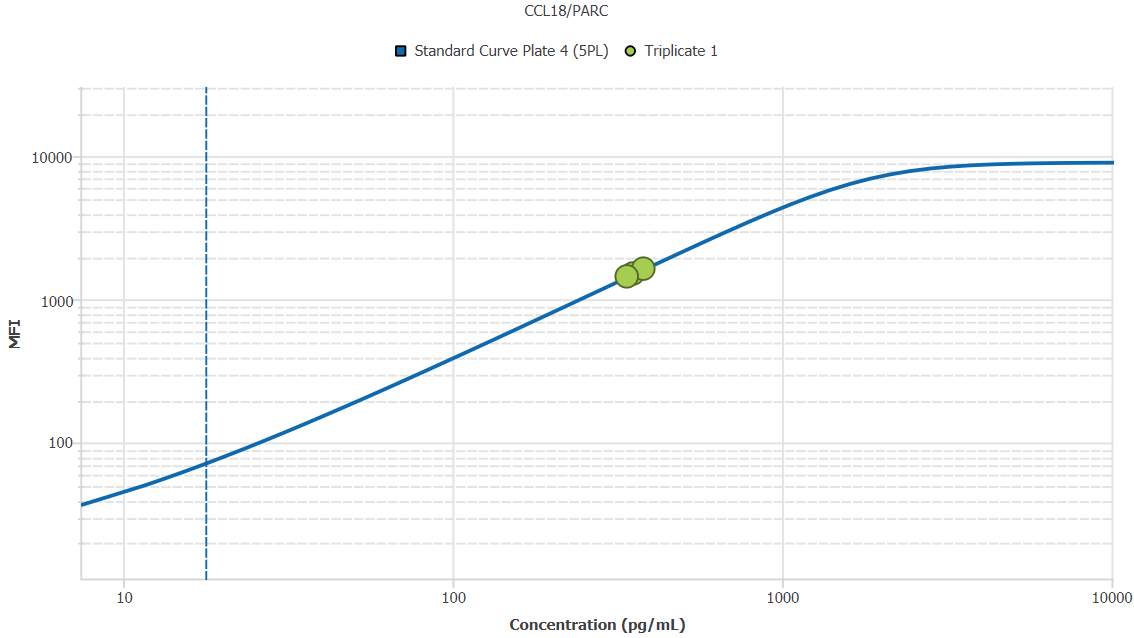 CCL18/PARC
Standard Curve Plate 4 (5PL) Triplicate 1
10000
1000
100
MFI
10 100 1000 10000
Concentration (pg/mL)